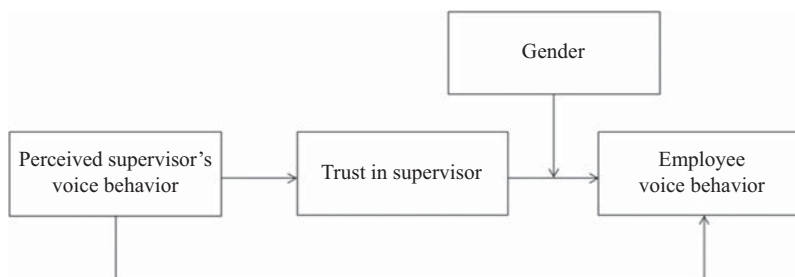 Gender
Perceived supervisor's
voice behavior
Trust in supervisor
Employee
voice behavior